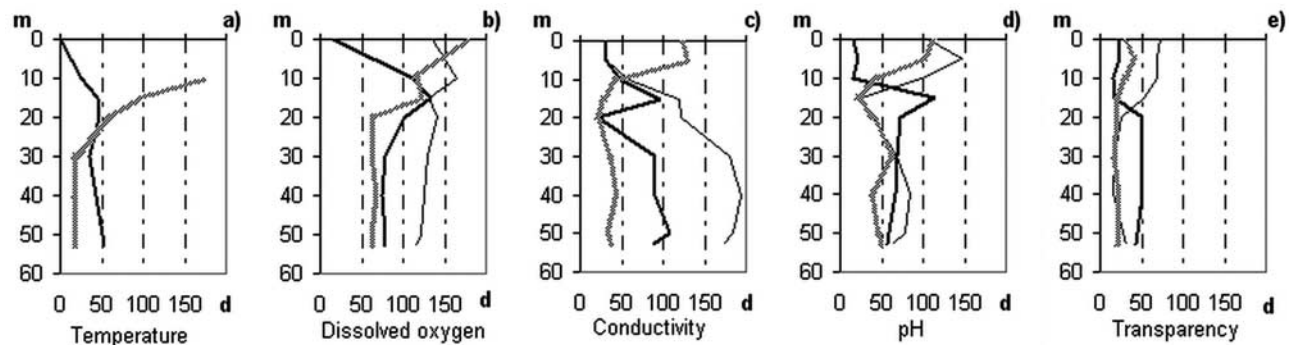 m a) m b) m c) m d) m e)
0 0 0 0 0
10 10 10 10 10
20 20 20 20 20
30 30 30 30 30
40 40 40 40 40
50 50 50 50 50
60 60 60 60 60
0 50 100 150 d 0 50 100 150 d 0 50 100 150 d 0 50 100 150 d 0 50 100 150 d
Temperature Dissolved oxygen Conductivity pH Transparency